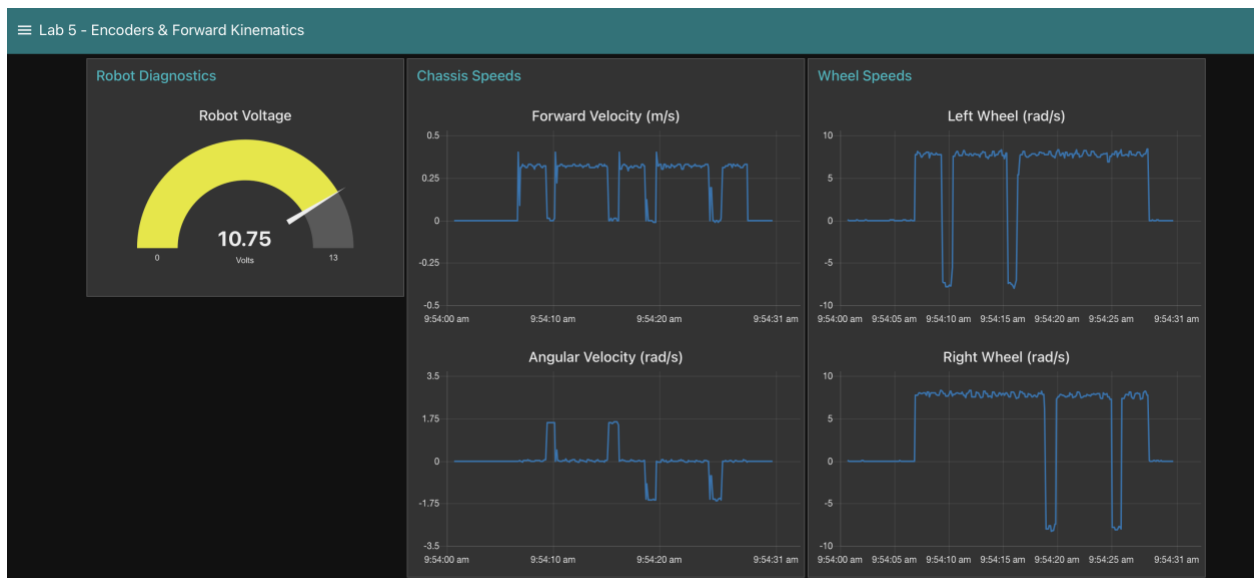 Lab 5 - Encoders & Forward Kinematics
Robot Diagnostics
Robot Voltage
10.75
Volts
0
13
Chassis Speeds
Forward Velocity (m/s)
0.5
0.25
0
-0.25
-0.5
9:54:00 am 9:54:10 am 9:54:20 am 9:54:31 am
Angular Velocity (rad/s)
3.5
1.75
0
-1.75
-3.5
9:54:00 am 9:54:10 am 9:54:20 am 9:54:31 am
Wheel Speeds
Left Wheel (rad/s)
10
5
0
-5
-10
9:54:00 am 9:54:05 am 9:54:10 am 9:54:15 am 9:54:20 am 9:54:25 am 9:54:31 am
Right Wheel (rad/s)
10
5
0
-5
-10
9:54:00 am 9:54:05 am 9:54:10 am 9:54:15 am 9:54:20 am 9:54:25 am 9:54:31 am